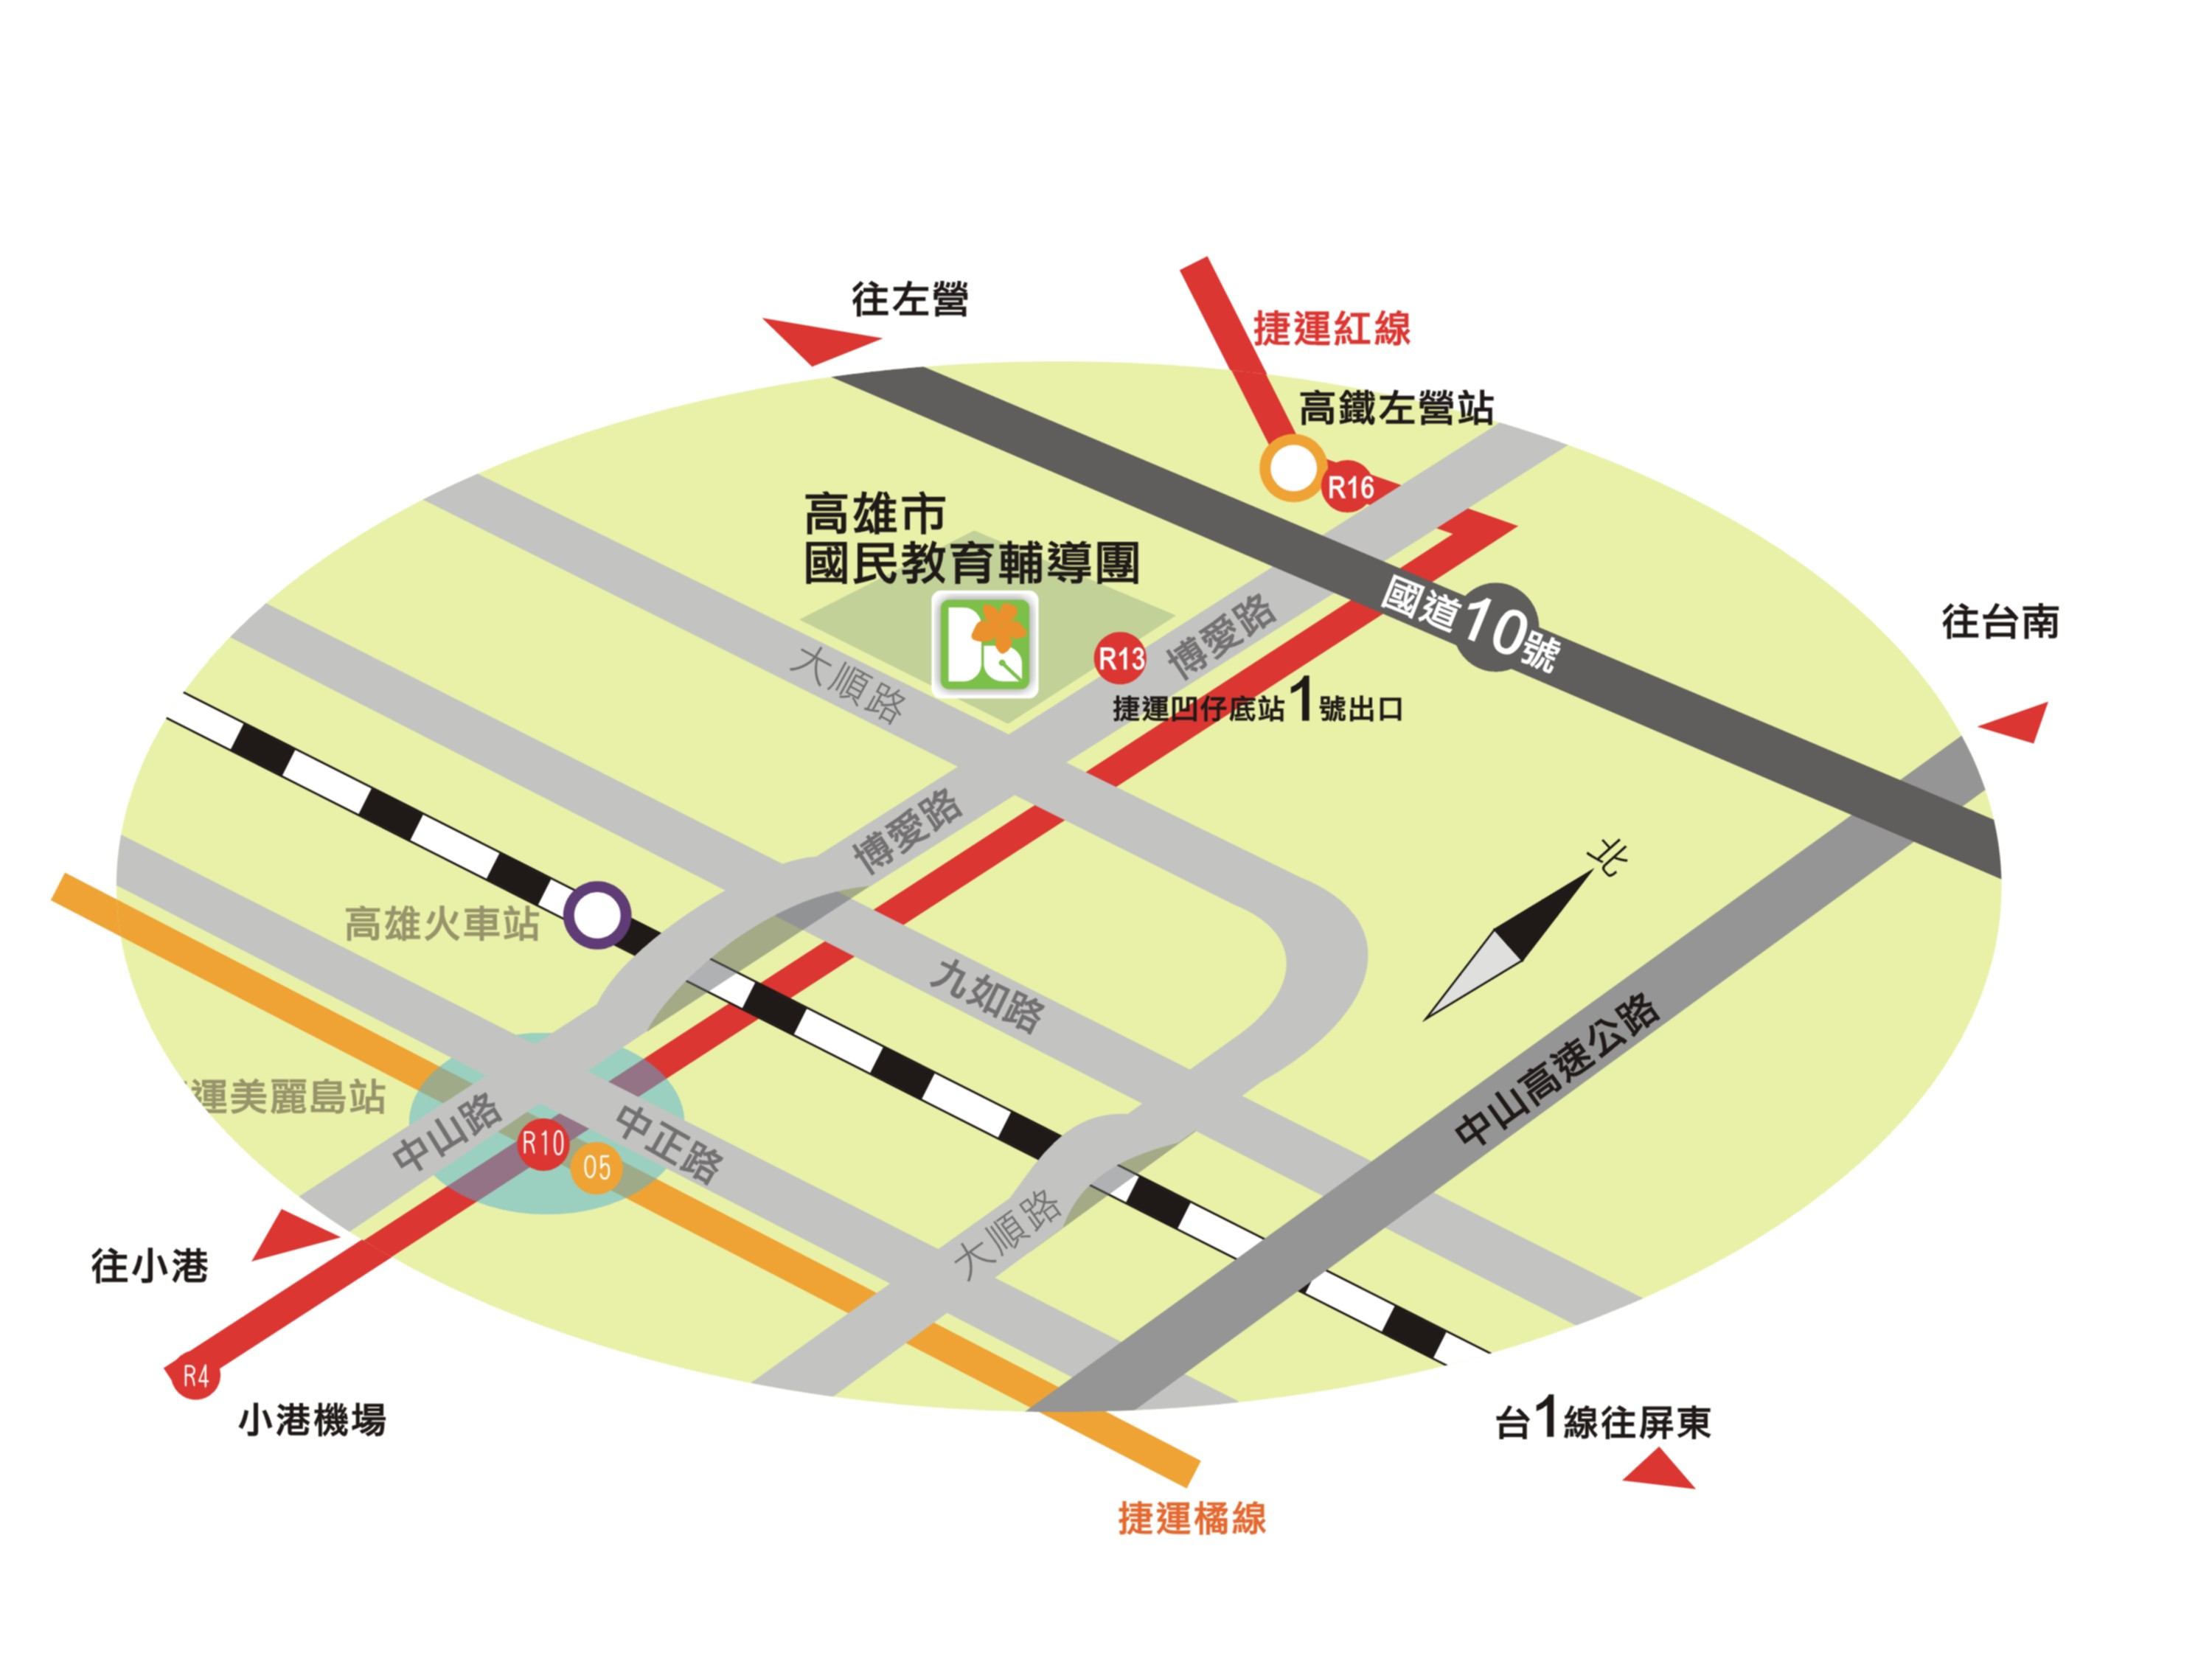 往左營
捷運紅線
高鐵左營站
R16
高雄市
國民教育輔導團
國道10號
往台南
大順路
R13
博愛路
捷運凹仔底站1號出口
博愛路
北
高雄火車站
九如路
中山高速公路
運美麗島站
中山路
R10
中正路
05
大順路
往小港
R4
小港機場
台1線往屏東
捷運橘線